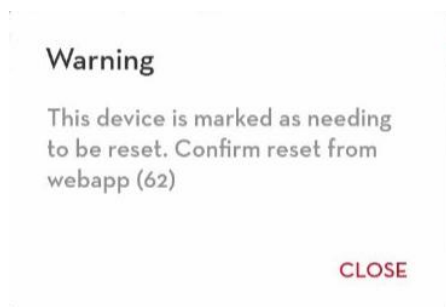 Warning
This device is marked as needing
to be reset. Confirm reset from
webapp (62)
CLOSE